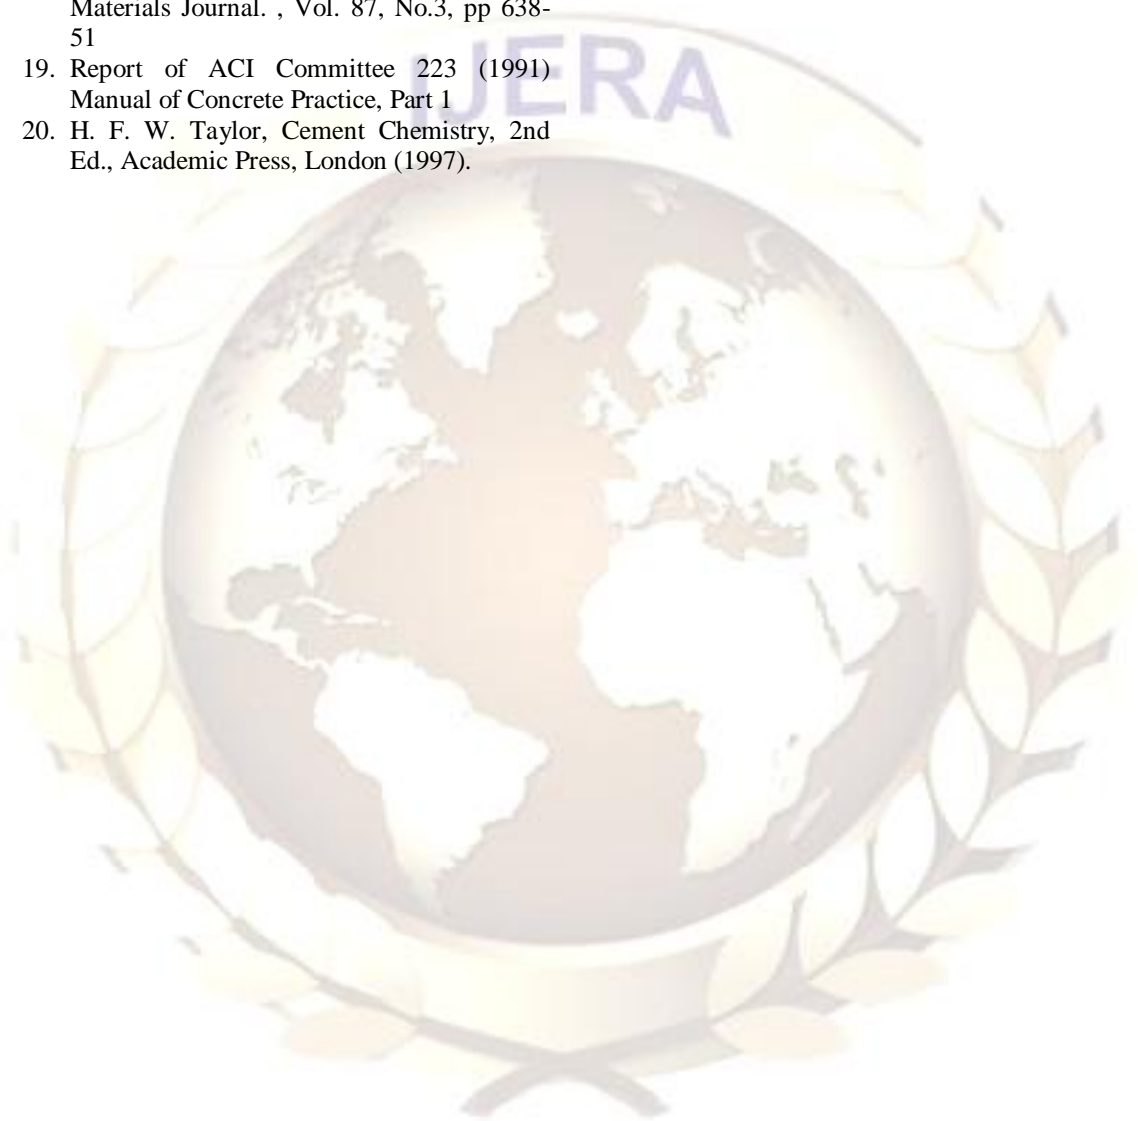 Materials Journal. , Vol. 87, No.3, pp 638-
51
19. Report of ACI Committee 223 (1991)
Manual of Concrete Practice, Part 1
20. H. F. W. Taylor, Cement Chemistry, 2nd
Ed., Academic Press, London (1997).
IJERA